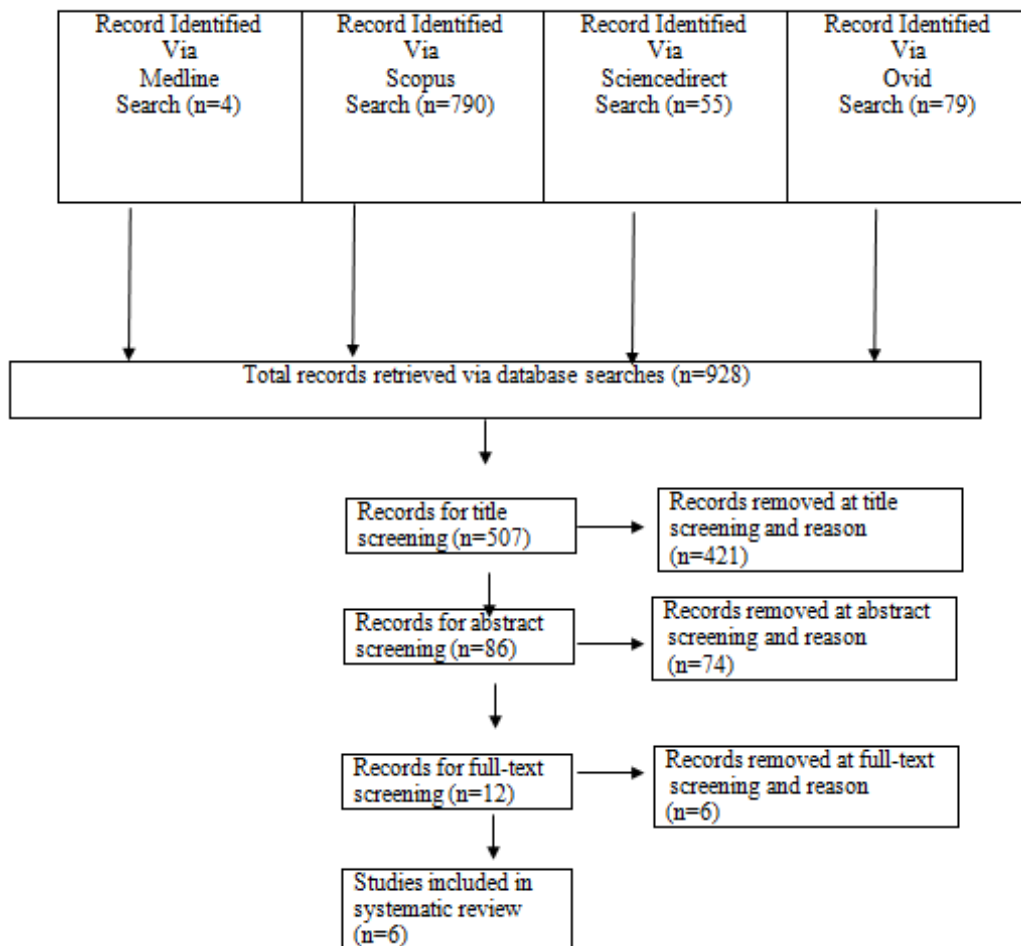 Record Identified
Via
Medline
Search (n=4)
Record Identified
Via
Scopus
Search (n=790)
Record Identified
Via
Sciencedirect
Search (n=55)
Record Identified
Via
Ovid
Search (n=79)
Total records retrieved via database searches (n=928)
Records for title
screening (n=507)
Records removed at title
screening and reason
(n=421)
Records for abstract
screening (n=86)
Records removed at abstract
screening and reason
(n=74)
Records for full-text
screening (n=12)
Records removed at full-text
screening and reason
(n=6)
Studies included in
systematic review
(n=6)